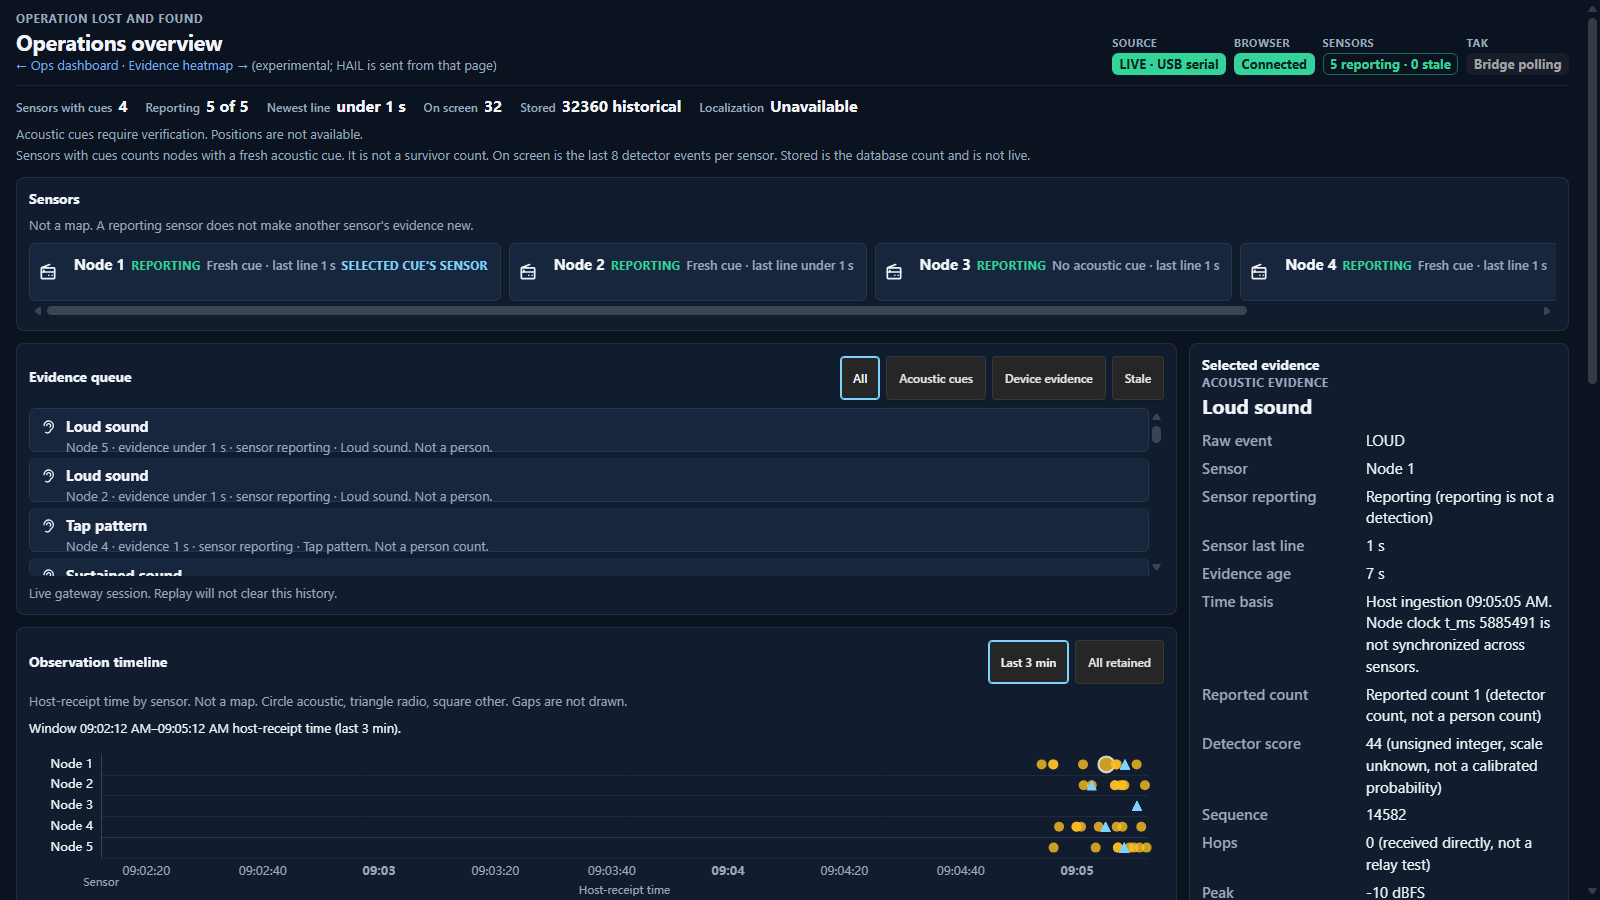 OPERATION LOST AND FOUND
Operations overview
← Ops dashboard · Evidence heatmap → (experimental; HAIL is sent from that page)
SOURCE BROWSER SENSORS TAK
LIVE · USB serial Connected 5 reporting · 0 stale Bridge polling
Sensors with cues 4 Reporting 5 of 5 Newest line under 1 s On screen 32 Stored 32360 historical Localization Unavailable
Acoustic cues require verification. Positions are not available.
Sensors with cues counts nodes with a fresh acoustic cue. It is not a survivor count. On screen is the last 8 detector events per sensor. Stored is the database count and is not live.
Sensors
Not a map. A reporting sensor does not make another sensor's evidence new.
Node 1 REPORTING Fresh cue · last line 1 s SELECTED CUE'S SENSOR
Node 2 REPORTING Fresh cue · last line under 1 s
Node 3 REPORTING No acoustic cue · last line 1 s
Node 4 REPORTING Fresh cue · last line 1 s
Evidence queue
All Acoustic cues Device evidence Stale
Loud sound
Node 5 · evidence under 1 s · sensor reporting · Loud sound. Not a person.
Loud sound
Node 2 · evidence under 1 s · sensor reporting · Loud sound. Not a person.
Tap pattern
Node 4 · evidence 1 s · sensor reporting · Tap pattern. Not a person count.
Sustained sound
Live gateway session. Replay will not clear this history.
Observation timeline
Last 3 min All retained
Host-receipt time by sensor. Not a map. Circle acoustic, triangle radio, square other. Gaps are not drawn.
Window 09:02:12 AM–09:05:12 AM host-receipt time (last 3 min).
Node 1
Node 2
Node 3
Node 4
Node 5
09:02:20 09:02:40 09:03 09:03:20 09:03:40 09:04 09:04:20 09:04:40 09:05
Sensor
Host-receipt time
Selected evidence
ACOUSTIC EVIDENCE
Loud sound
Raw event LOUD
Sensor Node 1
Sensor reporting Reporting (reporting is not a
detection)
Sensor last line 1 s
Evidence age 7 s
Time basis Host ingestion 09:05:05 AM.
Node clock t_ms 5885491 is
not synchronized across
sensors.
Reported count Reported count 1 (detector
count, not a person count)
Detector score 44 (unsigned integer, scale
unknown, not a calibrated
probability)
Sequence 14582
Hops 0 (received directly, not a
relay test)
Peak -10 dBFS